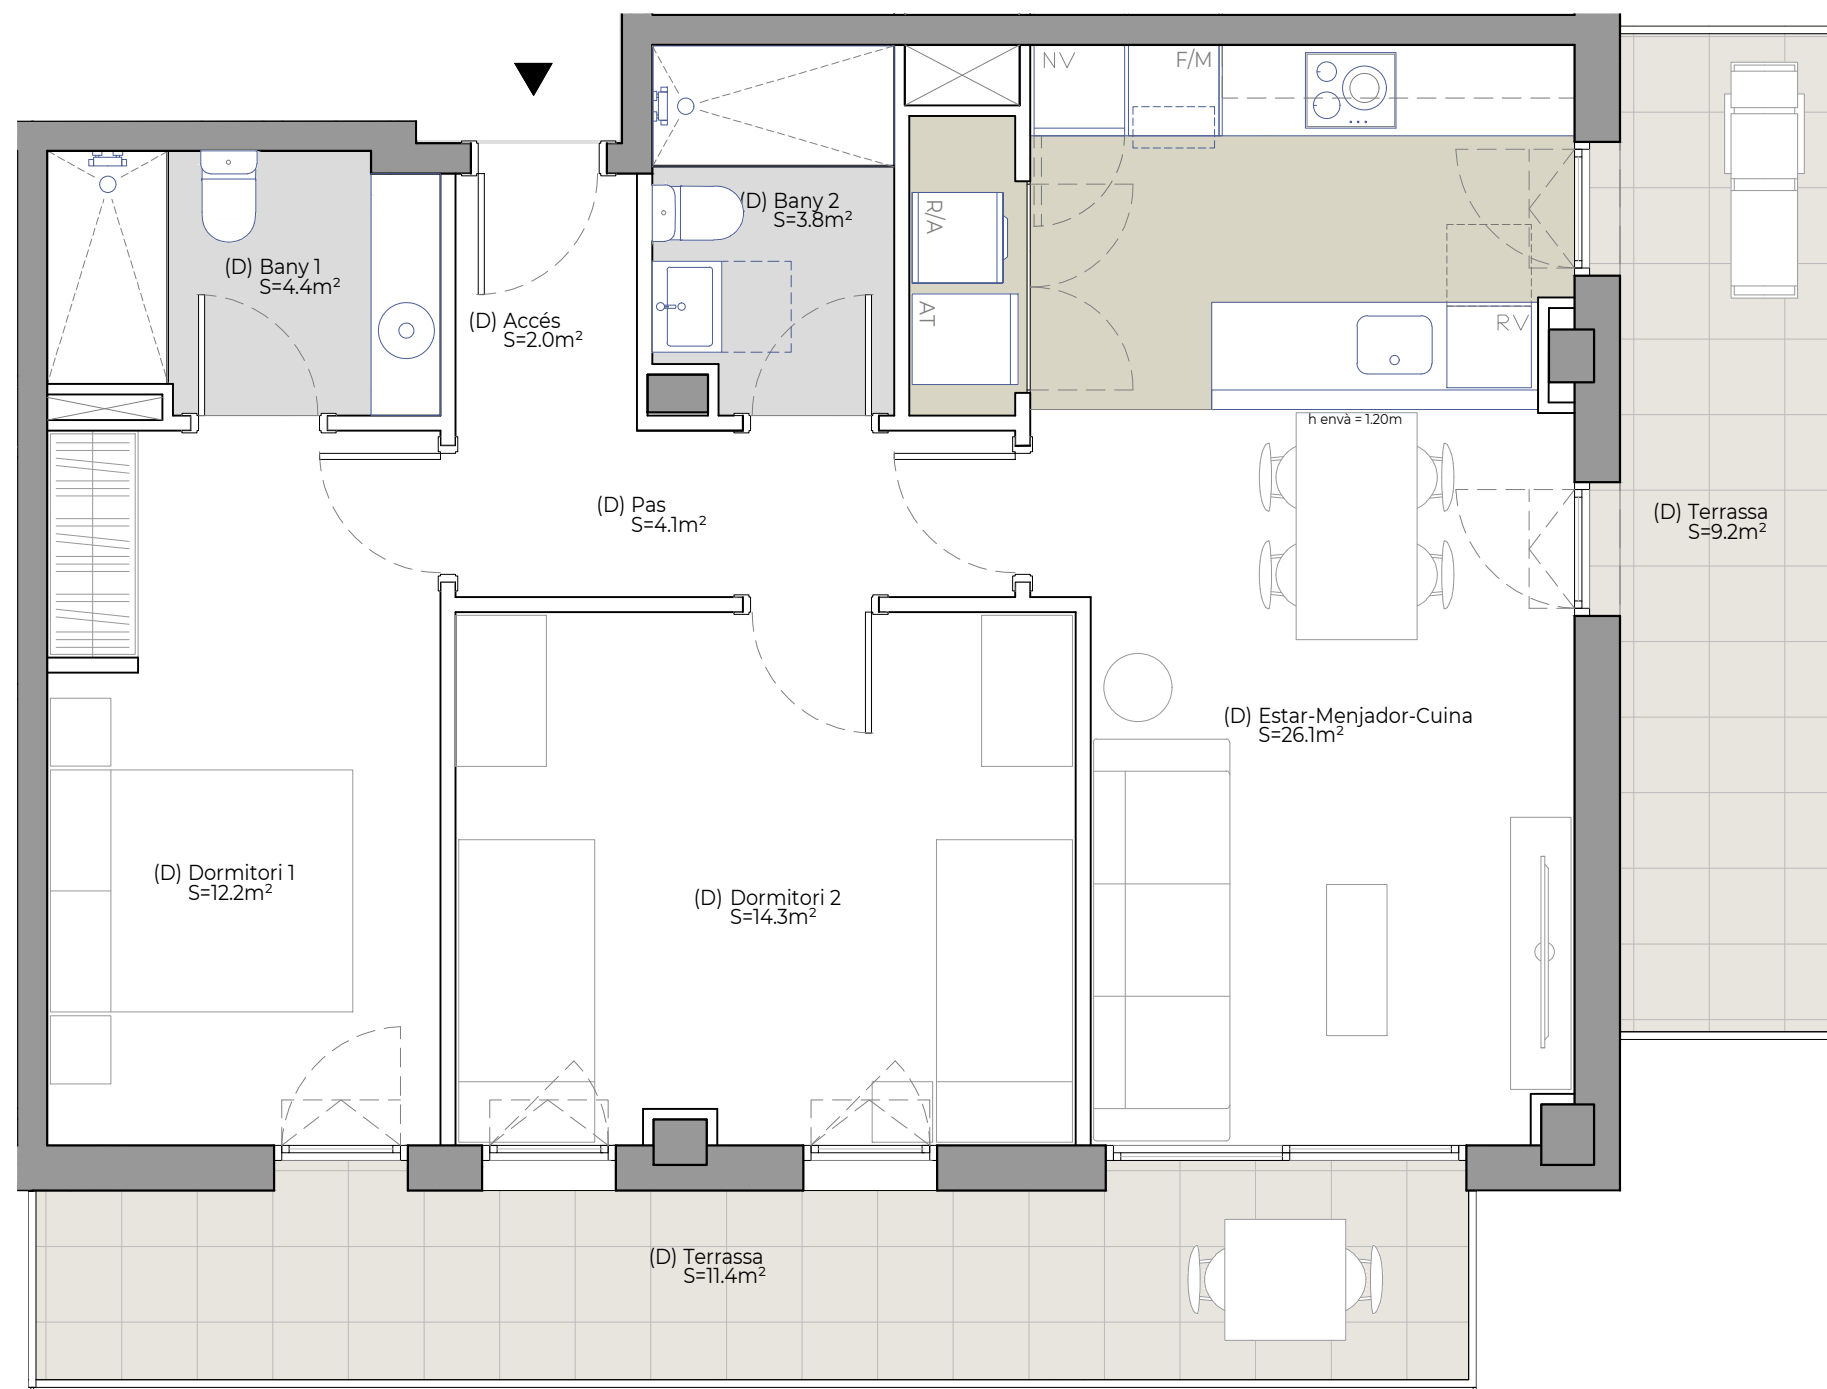 NV
F/M
(D) Bany 2
S=3.8m²
R/A
(D) Bany 1
S=4.4m²
AT
(D) Accés
S=2.0m²
RV
h envà = 1.20m
(D) Pas
S=4.1m²
(D) Terrassa
S=9.2m²
(D) Estar-Menjador-Cuina
S=26.1m²
(D) Dormitori 1
S=12.2m²
(D) Dormitori 2
S=14.3m²
(D) Terrassa
S=11.4m²